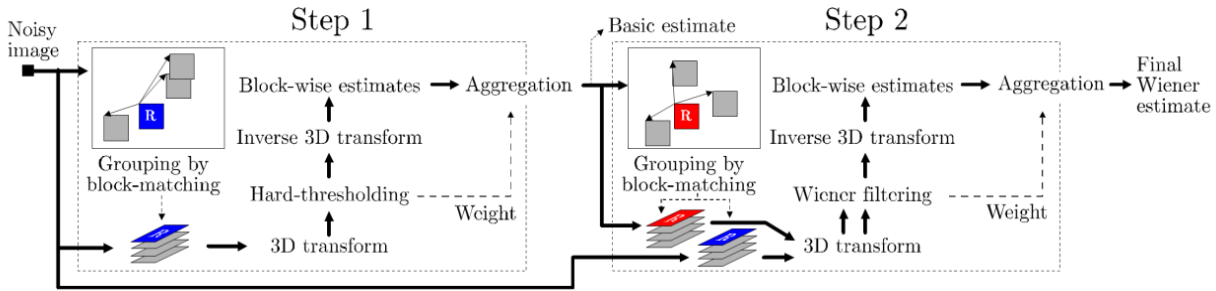 Step 1
Step 2
Noisy
image
Basic estimate
R
Block-wise estimates
Aggregation
Inverse 3D transform
Grouping by
block-matching
Hard-thresholding
Weight
3D transform
R
Block-wise estimates
Aggregation
Final
Wiener
estimate
Inverse 3D transform
Grouping by
block-matching
Wiener filtering
Weight
3D transform